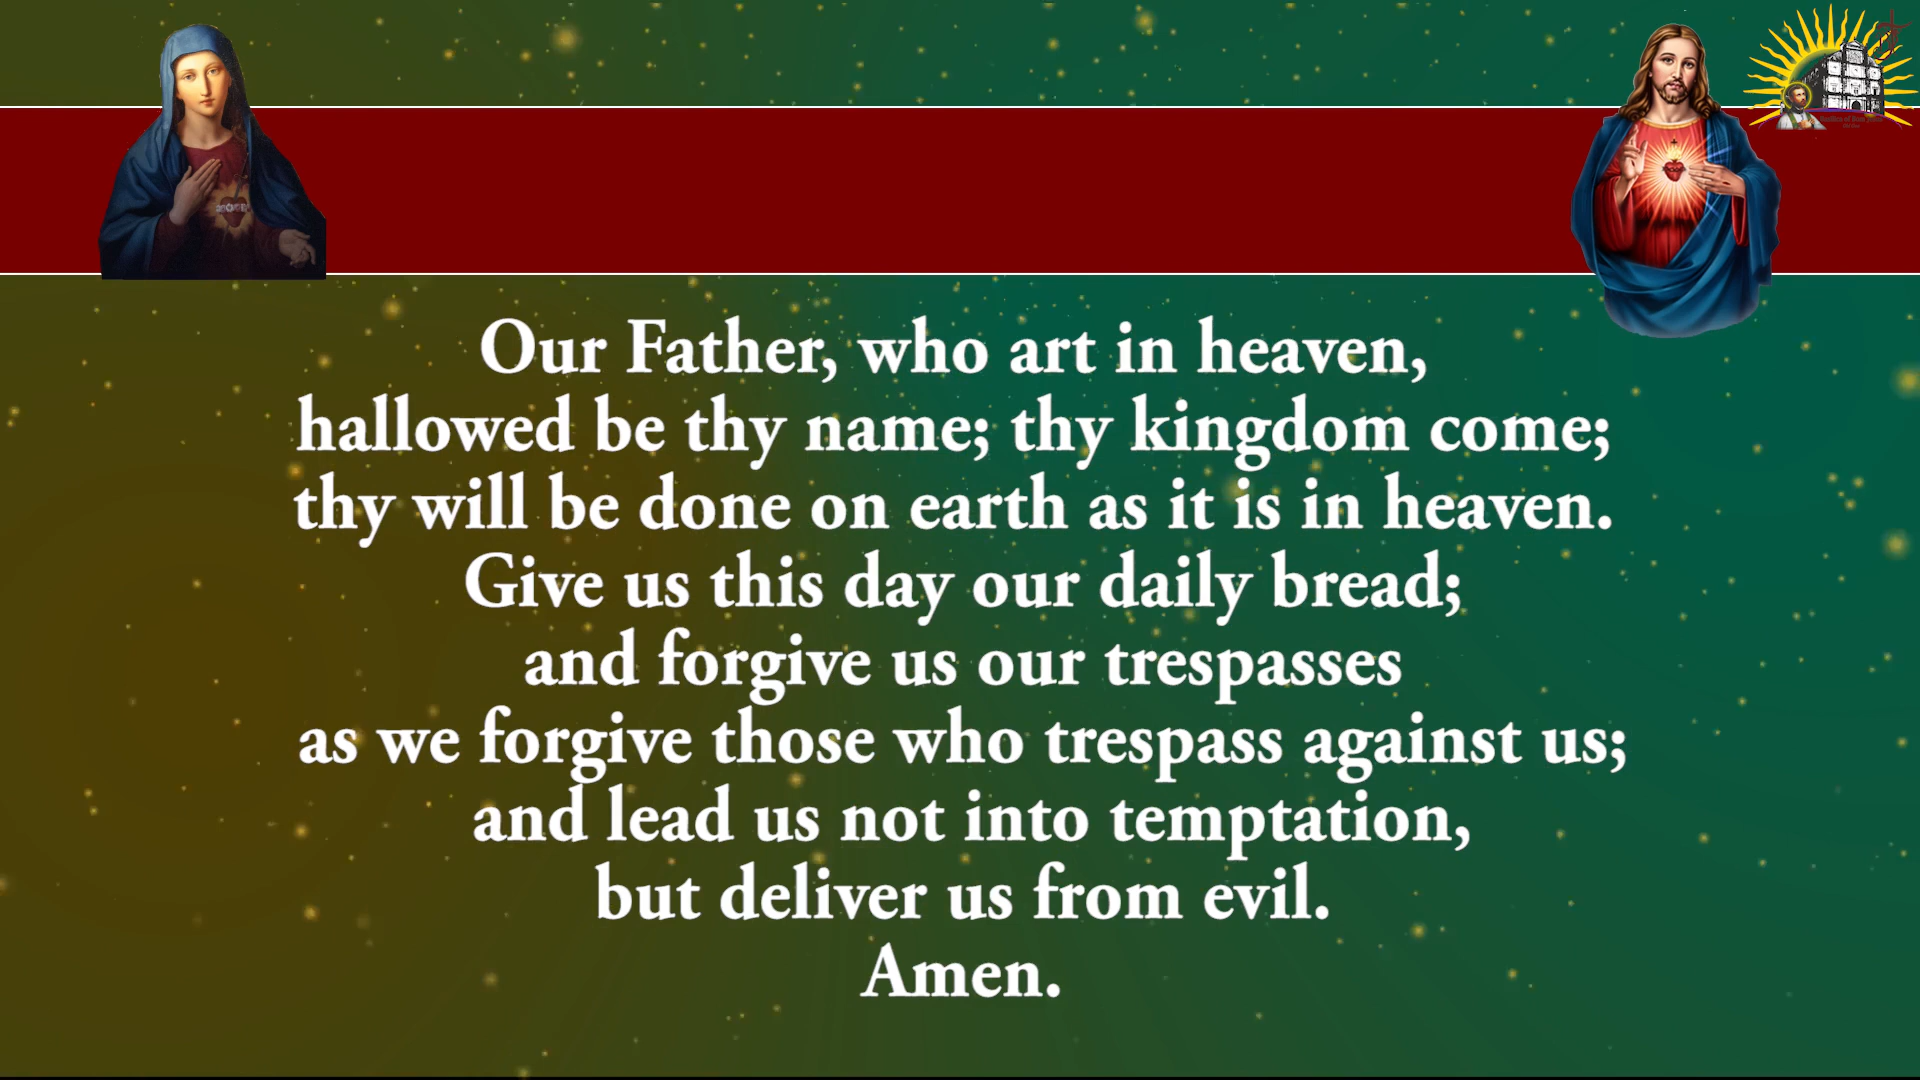 Our Father, who art in heaven,
hallowed be thy name; thy kingdom come;
thy will be done on earth as it is in heaven.
Give us this day our daily bread;
and forgive us our trespasses
as we forgive those who trespass against us;
and lead us not into temptation,
but deliver us from evil.
Amen.